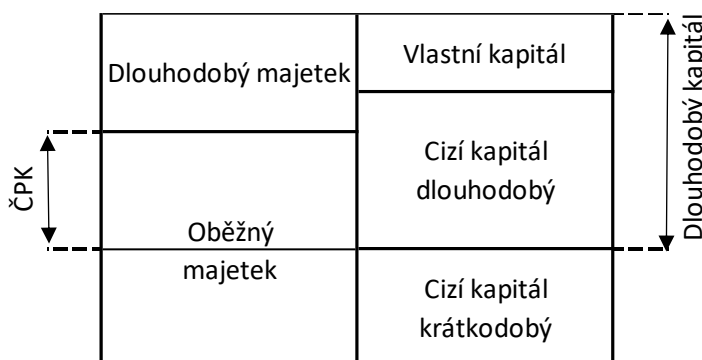 Dlouhodobý majetek
Vlastní kapitál
Dlouhodobý kapitál
ČPK
Cizí kapitál
dlouhodobý
Oběžný
majetek
Cizí kapitál
krátkodobý